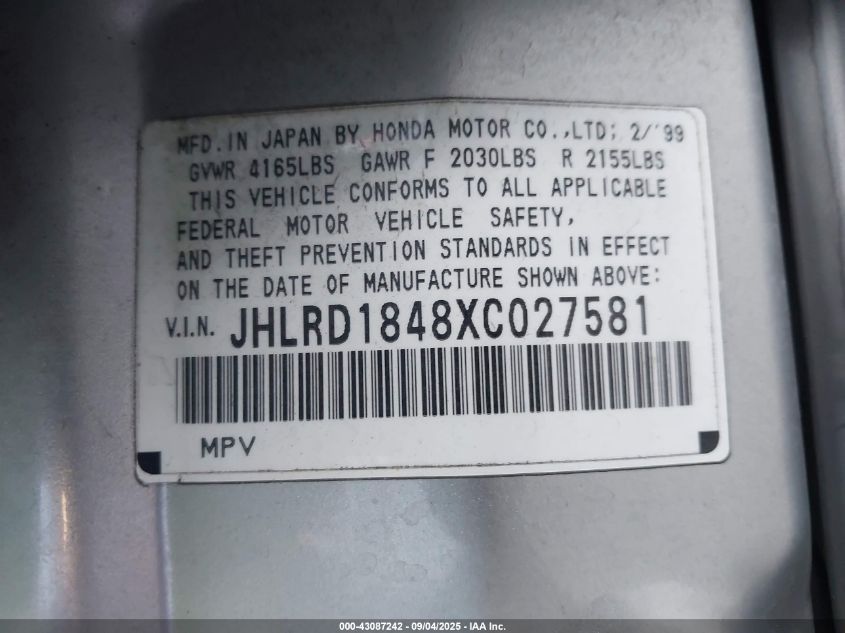 MFD.IN JAPAN BY HONDA MOTOR CO.,LTD; 2/'99
GVWR 4165LBS GAWR F 2030LBS R 2155LBS
THIS VEHICLE CONFORMS TO ALL APPLICABLE
FEDERAL MOTOR VEHICLE SAFETY,
AND THEFT PREVENTION STANDARDS IN EFFECT
ON THE DATE OF MANUFACTURE SHOWN ABOVE:
V.I.N. JHLRD1848XC027581
MPV
000-43087242 - 09/04/2025 - IAA Inc.